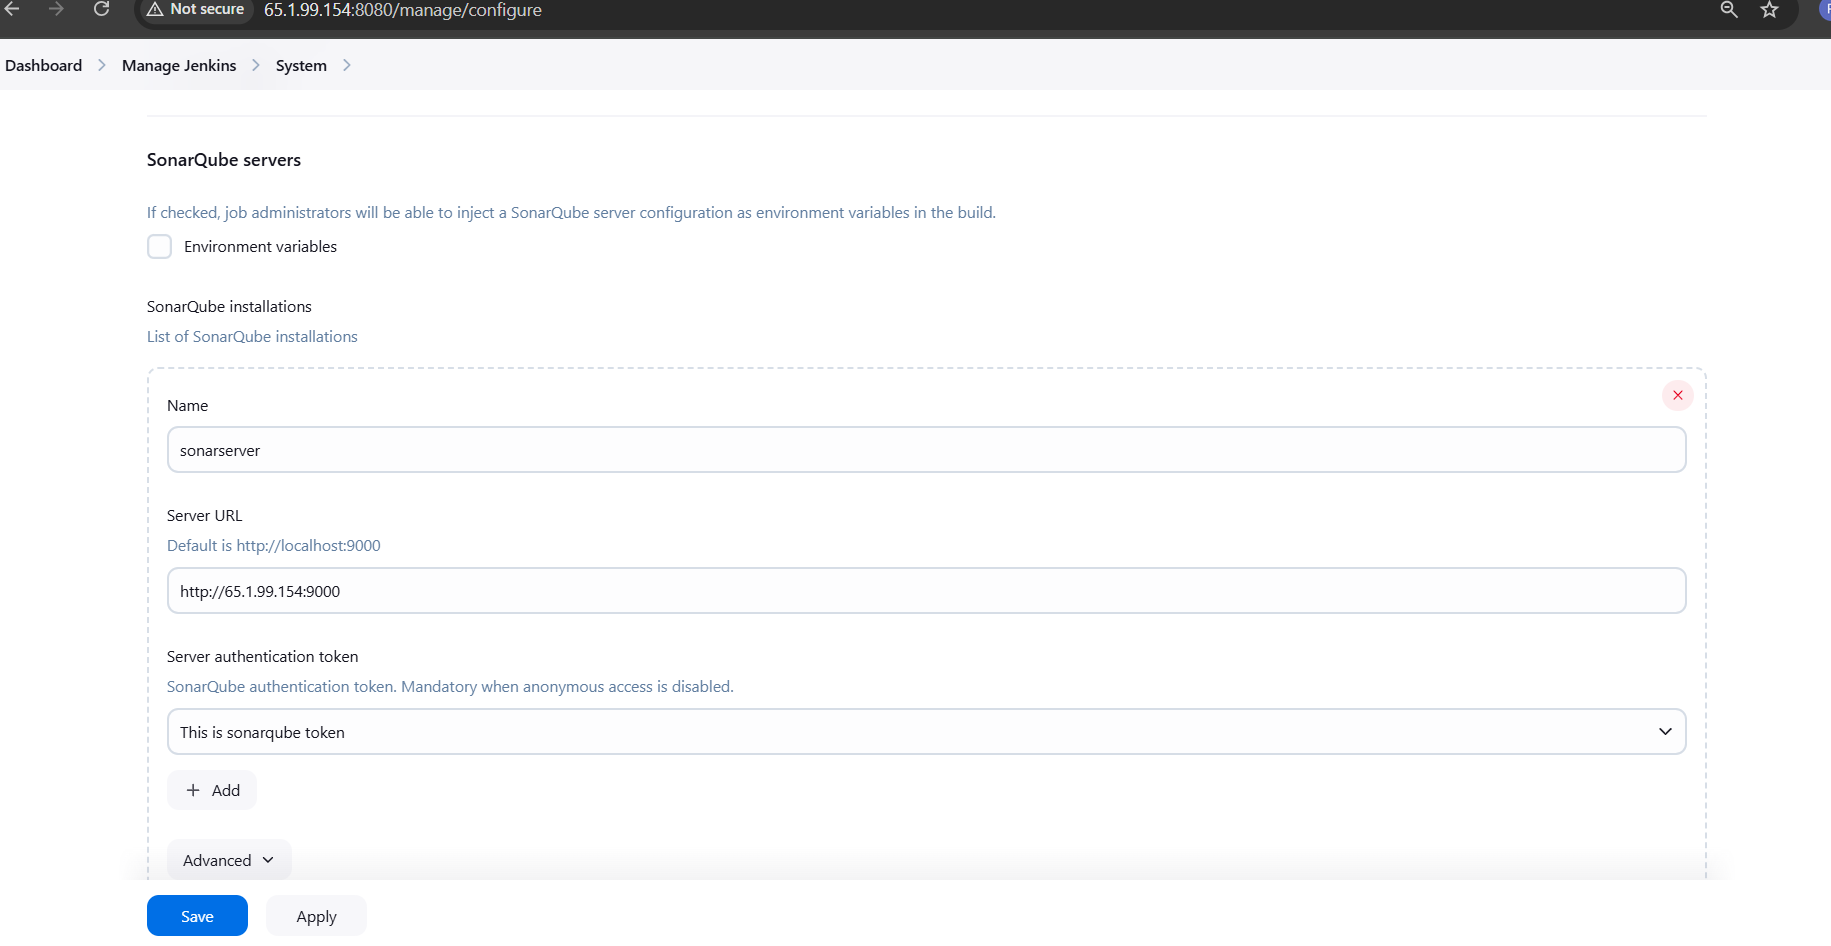 Not secure 65.1.99.154:8080/manage/configure
Dashboard Manage Jenkins System
SonarQube servers
If checked, job administrators will be able to inject a SonarQube server configuration as environment variables in the build.
Environment variables
SonarQube installations
List of SonarQube installations
Name
sonarserver
Server URL
Default is http://localhost:9000
http://65.1.99.154:9000
Server authentication token
SonarQube authentication token. Mandatory when anonymous access is disabled.
This is sonarqube token
Add
Advanced
Save Apply